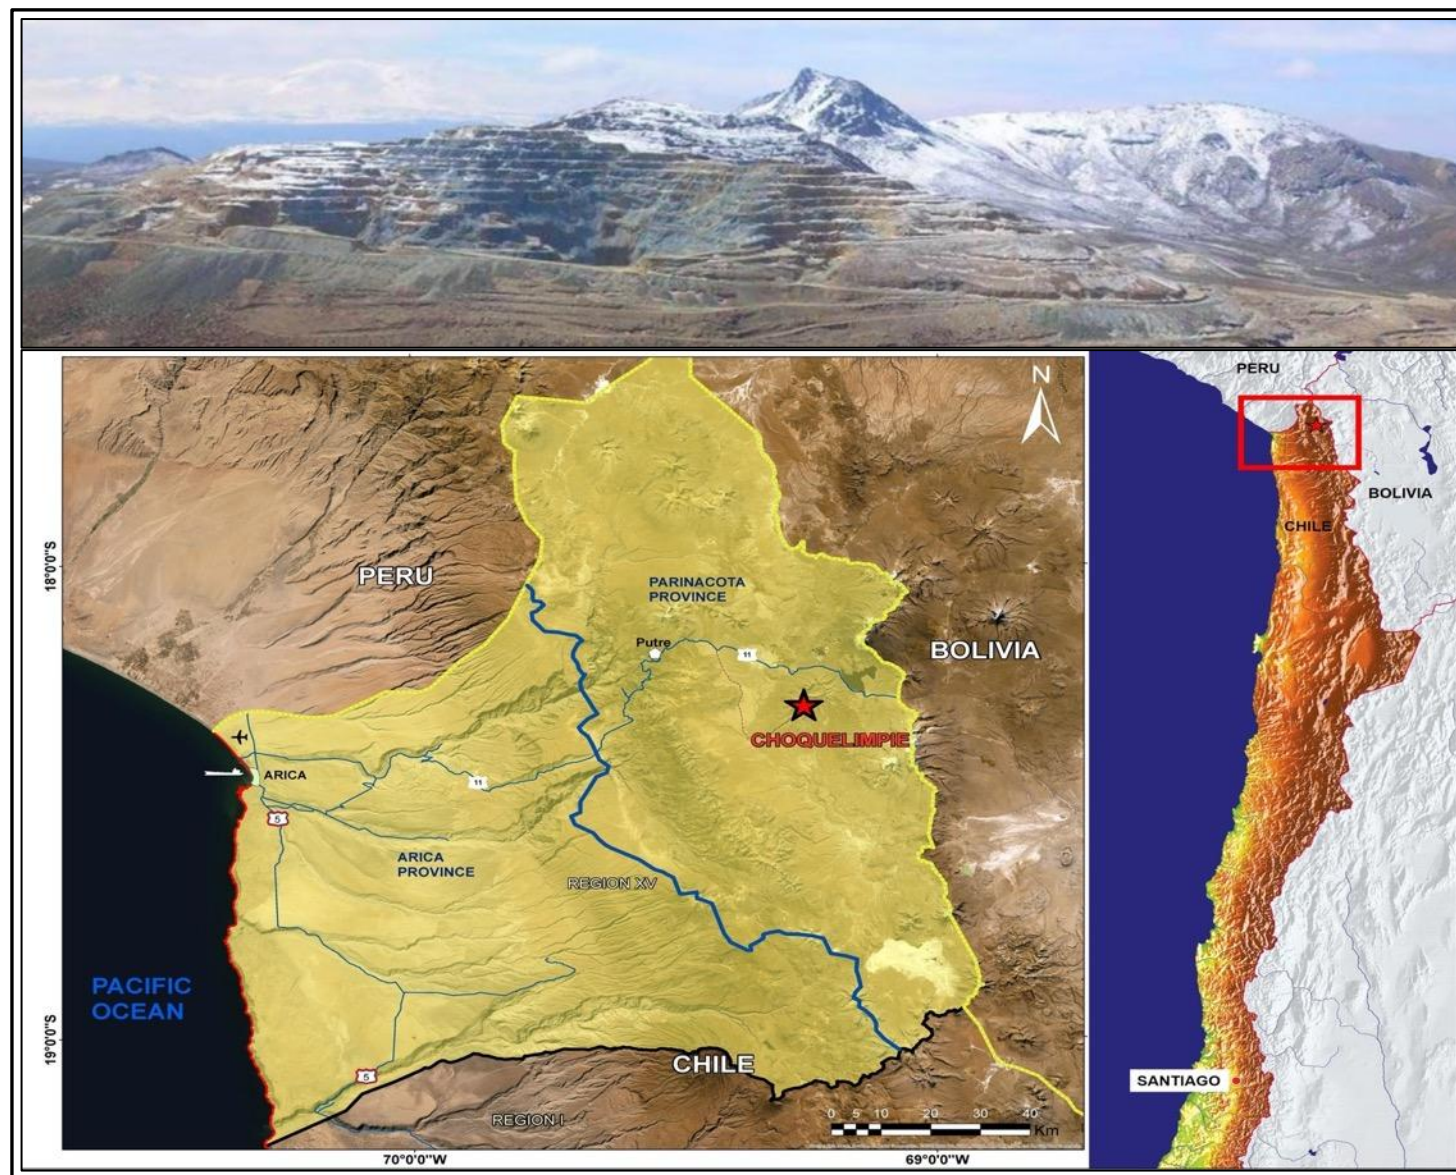 N
PERU
18°0'0"S
PARINACOTA
PROVINCE
Putre
11
BOLIVIA
CHOQUELIMPIE
ARICA
11
5
ARICA
PROVINCE
REGION XV
PACIFIC
OCEAN
19°0'0"S
CHILE
5
REGION I
0 5 10 20 30 40
Km
70°0'0"W
69°0'0"W
PERU
BOLIVIA
CHILE
SANTIAGO